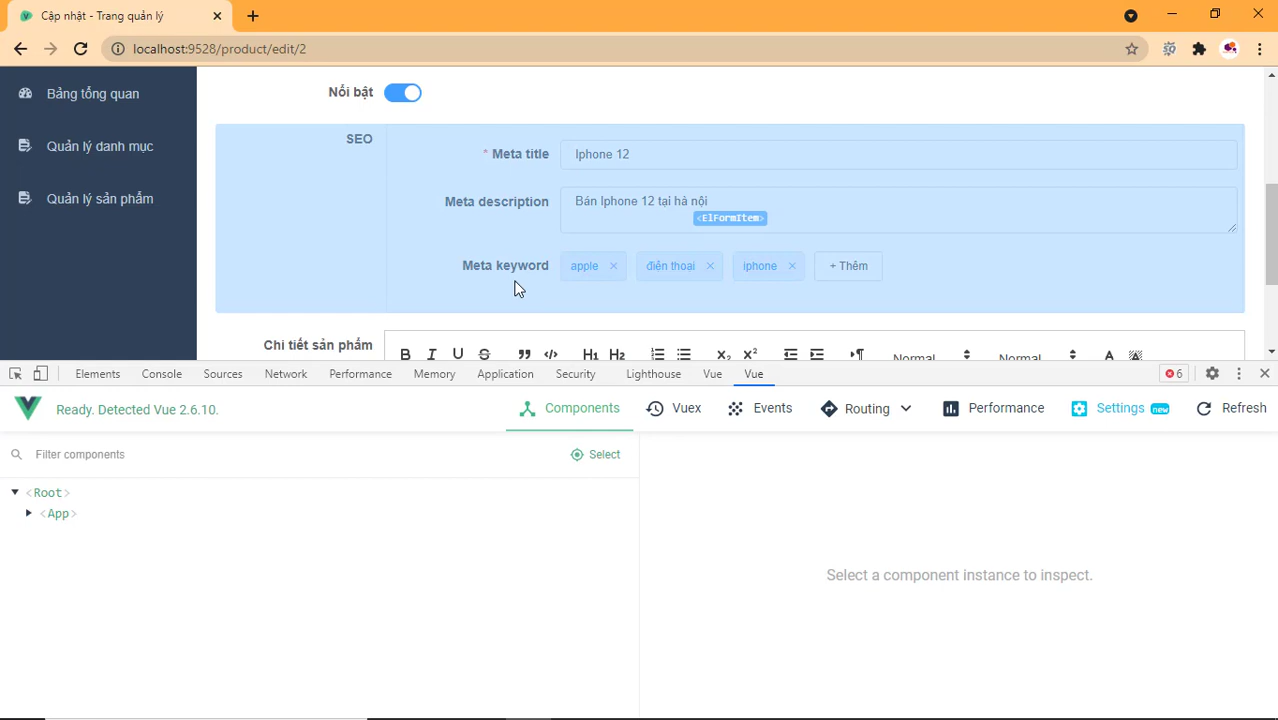 Cập nhật - Trang quản lý
localhost:9528/product/edit/2
Bảng tổng quan
Quản lý danh mục
Quản lý sản phẩm
Nổi bật
SEO
* Meta title
Iphone 12
Meta description
Bán Iphone 12 tại hà nội
<ElFormItem>
Meta keyword
apple
điện thoại
iphone
+ Thêm
Chi tiết sản phẩm
B I U S H1 H2 X2 X2 Normal Normal A A
Elements Console Sources Network Performance Memory Application Security Lighthouse Vue Vue 6
Ready. Detected Vue 2.6.10.
Components Vuex Events Routing Performance Settings new Refresh
Filter components
Select
<Root>
<App>
Select a component instance to inspect.